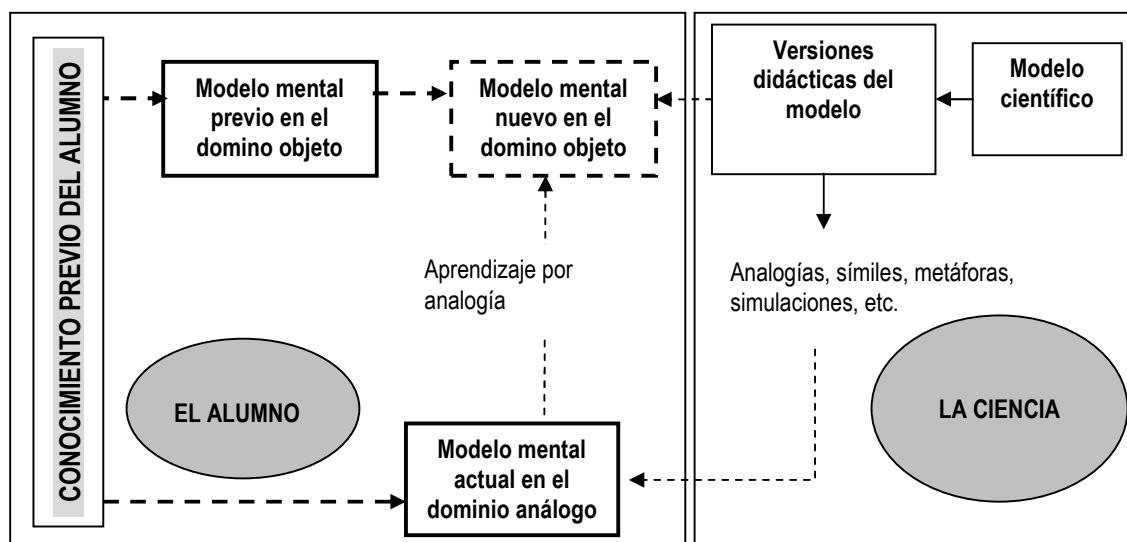 CONOCIMIENTO PREVIO DEL ALUMNO
Modelo mental
previo en el
domino objeto
Modelo mental
nuevo en el
domino objeto
Versiones
didácticas del
modelo
Modelo
científico
Aprendizaje por
analogía
Analogías, símiles, metáforas,
simulaciones, etc.
EL ALUMNO
LA CIENCIA
Modelo mental
actual en el
dominio análogo